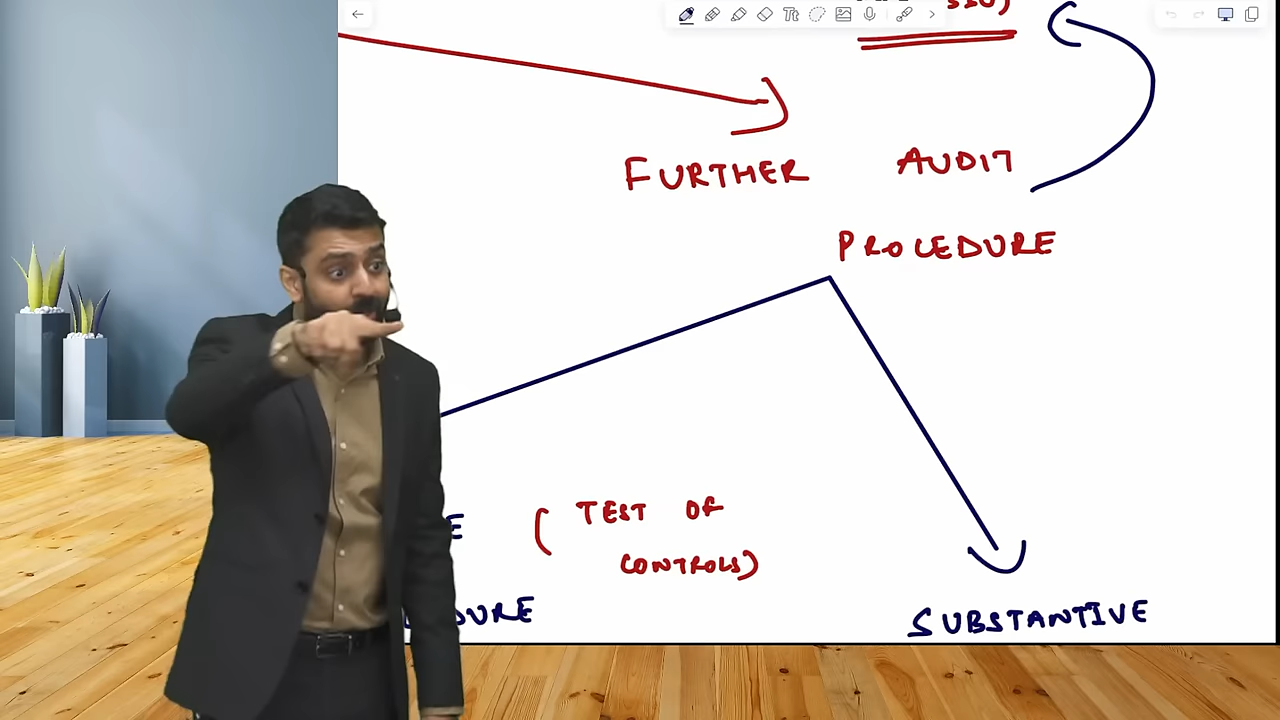 FURTHER AUDIT
PROCEDURE
(TEST OF
CONTROLS)
SUBSTANTIVE